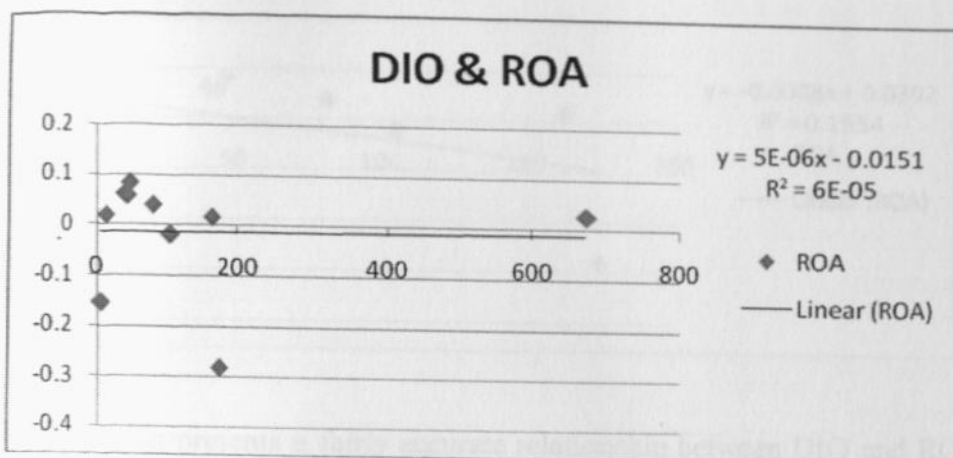 DIO & ROA
y = 5E-06x - 0.0151
R² = 6E-05
0.2
0.1
0
-0.1
-0.2
-0.3
-0.4
0 200 400 600 800
ROA
Linear (ROA)